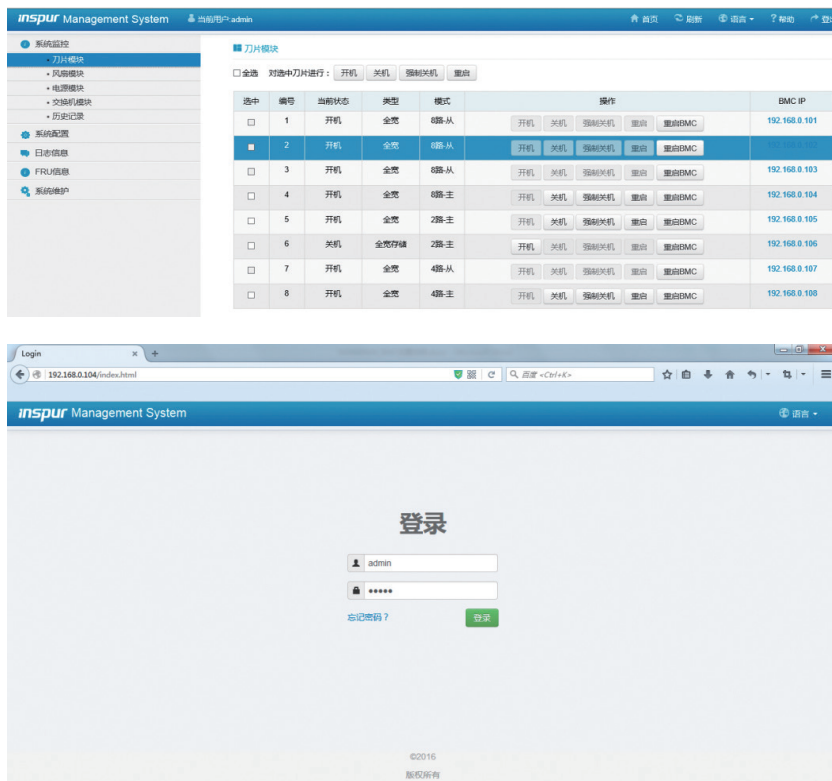 inspur Management System 当前用户:admin 首页 刷新 语言 ?帮助
系统监控
• 刀片模块
• 风扇模块
• 电源模块
• 交换机模块
• 历史记录
系统配置
日志信息
FRU信息
系统维护
刀片模块
全选 对选中刀片进行： 开机 关机 强制关机 重启
选中 编号 当前状态 类型 模式 操作 BMC IP
1 开机 全宽 8路-从 开机 关机 强制关机 重启 重启BMC 192.168.0.101
2 开机 全宽 8路-从 开机 关机 强制关机 重启 重启BMC
3 开机 全宽 8路-从 开机 关机 强制关机 重启 重启BMC 192.168.0.103
4 开机 全宽 8路-主 开机 关机 强制关机 重启 重启BMC 192.168.0.104
5 开机 全宽 2路-主 开机 关机 强制关机 重启 重启BMC 192.168.0.105
6 关机 全宽存储 2路-主 开机 关机 强制关机 重启 重启BMC 192.168.0.106
7 开机 全宽 4路-从 开机 关机 强制关机 重启 重启BMC 192.168.0.107
8 开机 全宽 4路-主 开机 关机 强制关机 重启 重启BMC 192.168.0.108
Login
192.168.0.104/index.html 百度 <Ctrl+K>
inspur Management System 语言
登录
admin
忘记密码？ 登录
©2016
版权所有